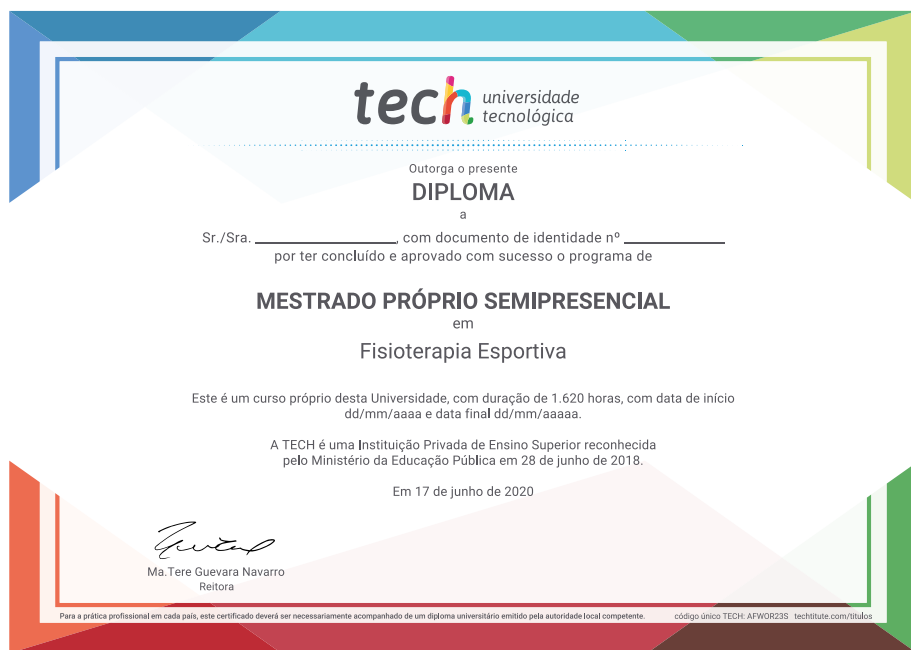 tech universidade
tecnológica
Outorga o presente
DIPLOMA
a
Sr./Sra. , com documento de identidade nº
por ter concluído e aprovado com sucesso o programa de
MESTRADO PRÓPRIO SEMIPRESENCIAL
em
Fisioterapia Esportiva
Este é um curso próprio desta Universidade, com duração de 1.620 horas, com data de início
dd/mm/aaaa e data final dd/mm/aaaaa.
A TECH é uma Instituição Privada de Ensino Superior reconhecida
pelo Ministério da Educação Pública em 28 de junho de 2018.
Em 17 de junho de 2020
Ma.Tere Guevara Navarro
Reitora
Para a prática profissional em cada país, este certificado deverá ser necessariamente acompanhado de um diploma universitário emitido pela autoridade local competente. código único TECH: AFWOR23S techtitute.com/titulos